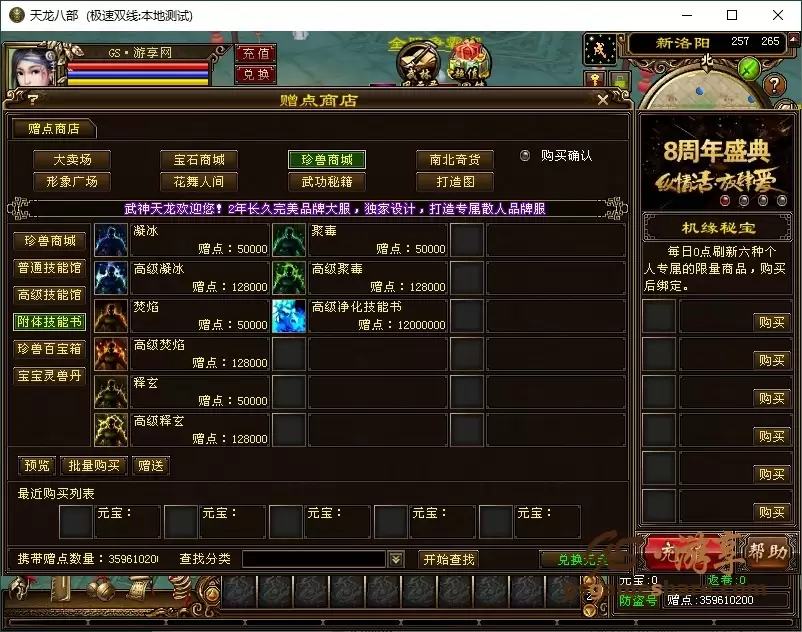 天龙八部 (极速双线:本地测试)
GS·游享网
充值
兑换
武林
新洛阳 257 265
北
?
?
赠点商店
赠点商店
大卖场 宝石商城 珍兽商城 南北奇货 购买确认
形象广场 花舞人间 武功秘籍 打造图
武神天龙欢迎您！2年长久完美品牌大服，独家设计，打造专属散人品牌服
珍兽商城
普通技能馆
高级技能馆
附体技能书
珍兽百宝箱
宝宝灵兽丹
凝冰
赠点：50000
聚毒
赠点：50000
高级凝冰
赠点：128000
高级聚毒
赠点：128000
焚焰
赠点：50000
高级净化技能书
赠点：12000000
高级焚焰
赠点：128000
释玄
赠点：50000
高级释玄
赠点：128000
预览 批量购买 赠送
最近购买列表
元宝： 元宝： 元宝： 元宝： 元宝：
携带赠点数量：35961020 查找分类 开始查找
8周年盛典
机缘秘宝
每日0点刷新六种个
人专属的限量商品，购买
后绑定。
购买
购买
购买
购买
购买
购买
帮助
元宝:0
防盗号 赠点:359610200